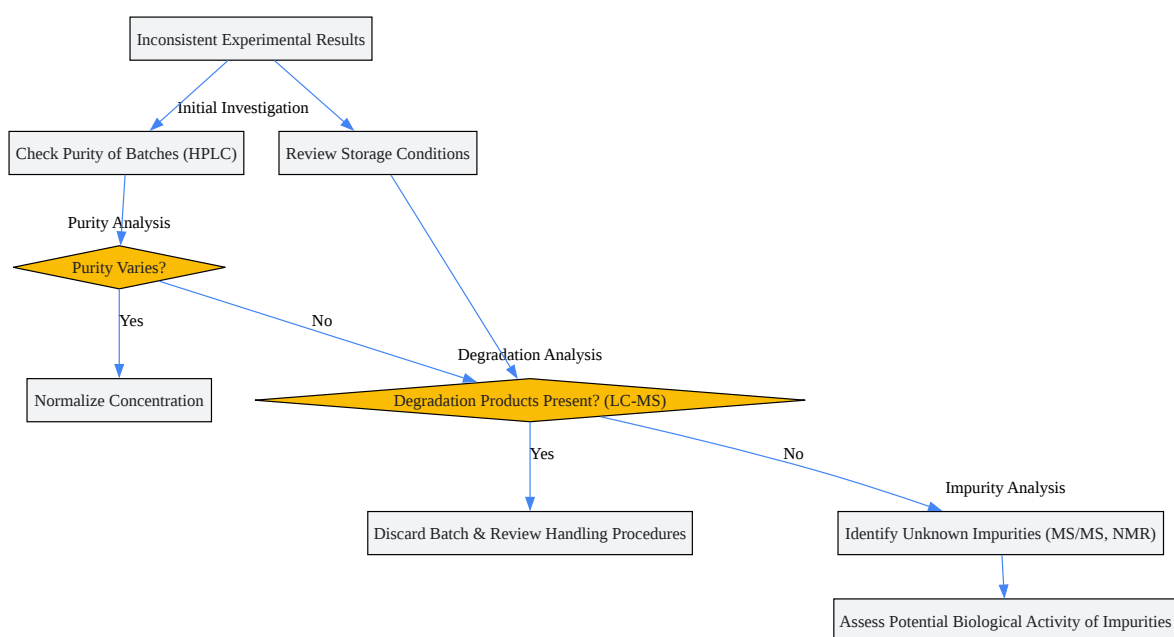 Inconsistent Experimental Results
Initial Investigation
Check Purity of Batches (HPLC)
Review Storage Conditions
Purity Analysis
Purity Varies?
Yes
No
Degradation Analysis
Normalize Concentration
Degradation Products Present? (LC-MS)
Yes
No
Impurity Analysis
Discard Batch & Review Handling Procedures
Identify Unknown Impurities (MS/MS, NMR)
Assess Potential Biological Activity of Impurities